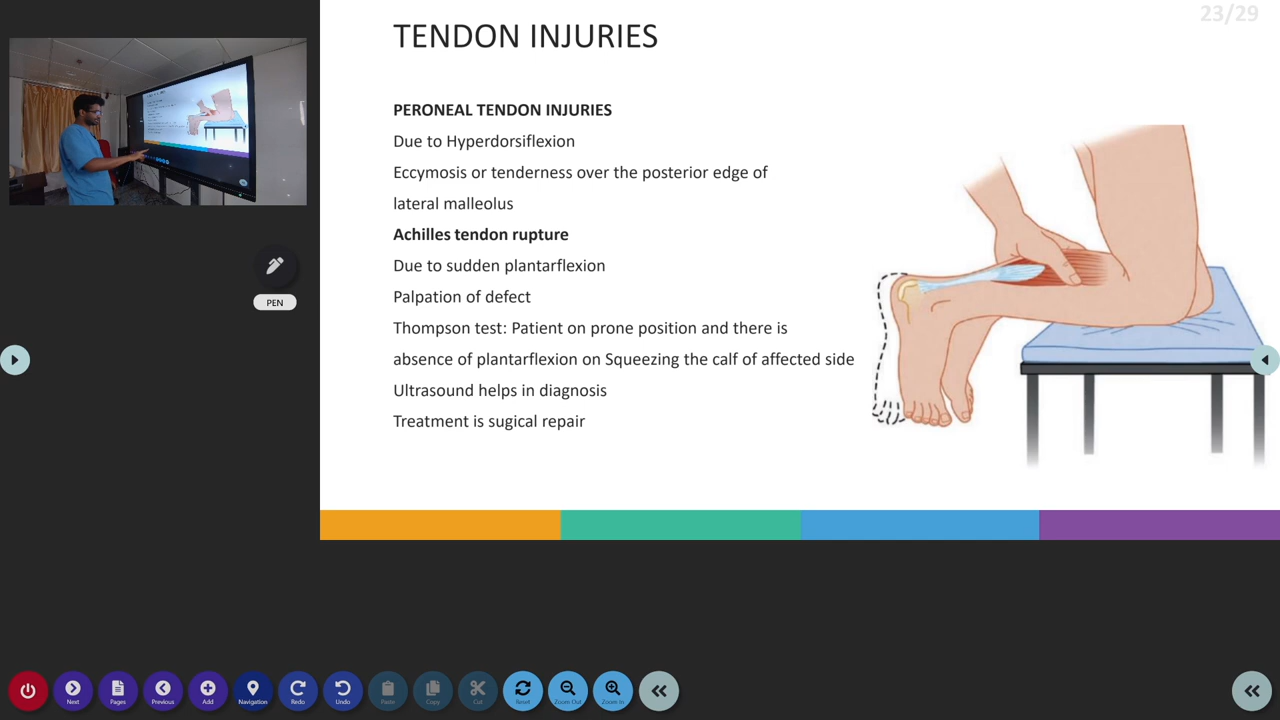 23/29
TENDON INJURIES
PERONEAL TENDON INJURIES
Due to Hyperdorsiflexion
Eccymosis or tenderness over the posterior edge of
lateral malleolus
Achilles tendon rupture
Due to sudden plantarflexion
Palpation of defect
Thompson test: Patient on prone position and there is
absence of plantarflexion on Squeezing the calf of affected side
Ultrasound helps in diagnosis
Treatment is sugical repair
PEN
Next
Pages
Previous
Add
Navigation
Redo
Undo
Paste
Copy
Cut
Reset
Zoom Out
Zoom In